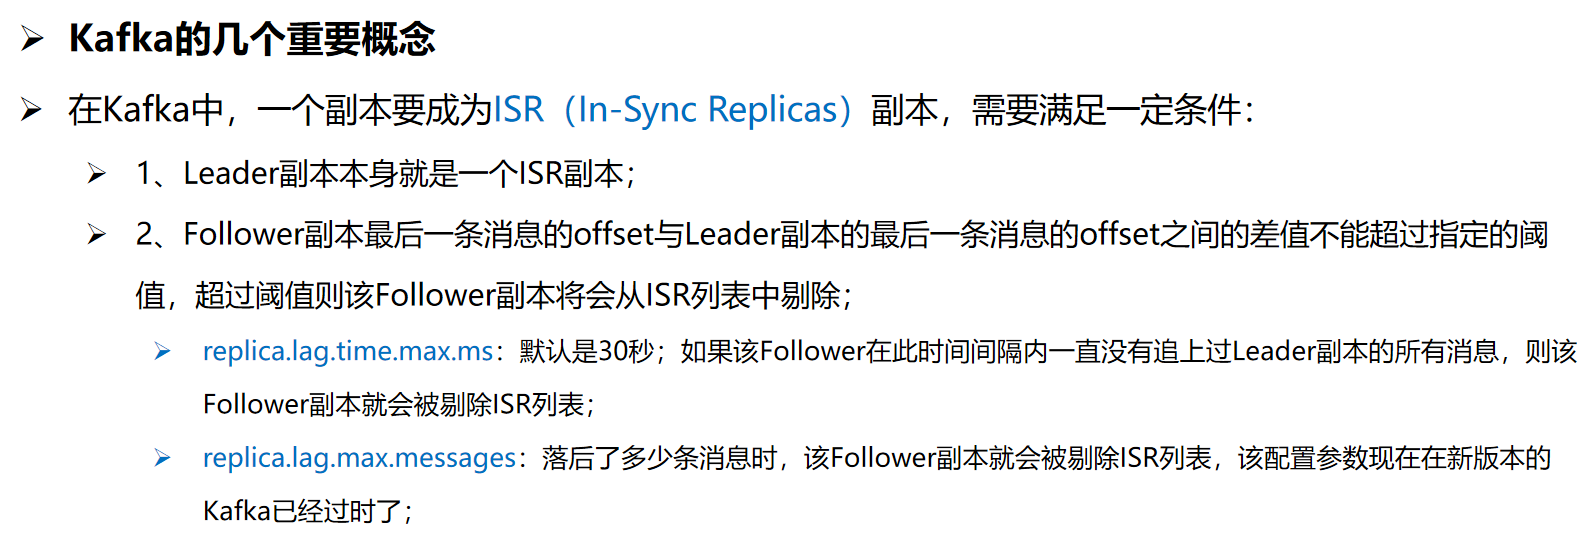 Kafka的几个重要概念
在Kafka中，一个副本要成为ISR（In-Sync Replicas）副本，需要满足一定条件：
1、Leader副本本身就是一个ISR副本；
2、Follower副本最后一条消息的offset与Leader副本的最后一条消息的offset之间的差值不能超过指定的阈
值，超过阈值则该Follower副本将会从ISR列表中剔除；
replica.lag.time.max.ms：默认是30秒；如果该Follower在此时间间隔内一直没有追上过Leader副本的所有消息，则该
Follower副本就会被剔除ISR列表；
replica.lag.max.messages：落后了多少条消息时，该Follower副本就会被剔除ISR列表，该配置参数现在在新版本的
Kafka已经过时了；